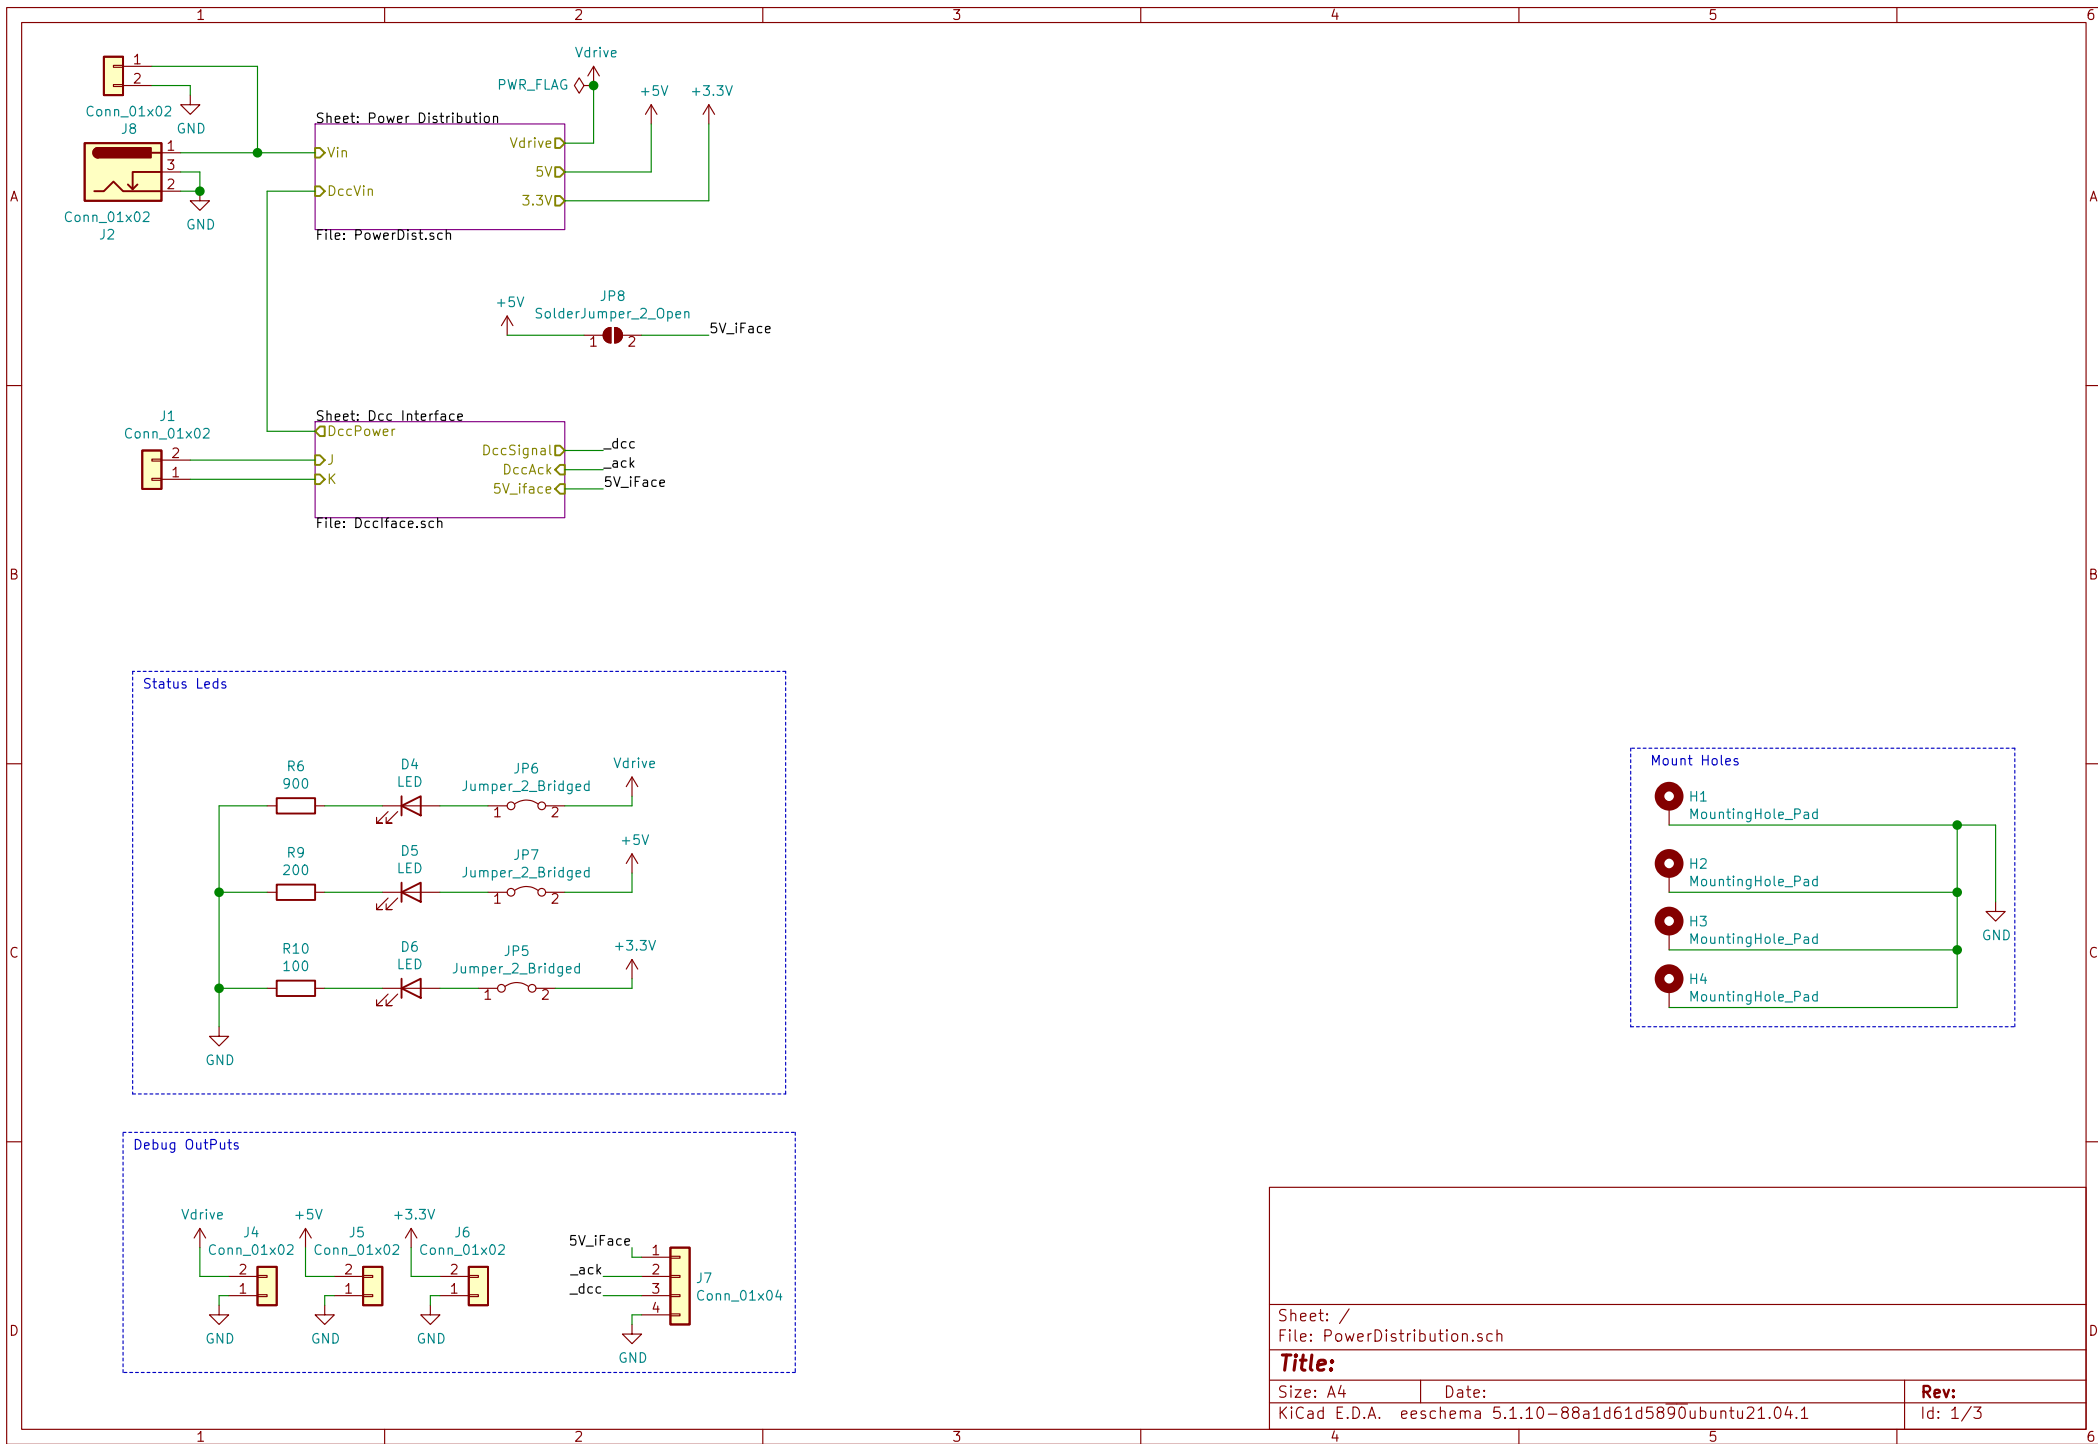 1 2 3 4 5 6
Vdrive
PWR_FLAG
+5V
+3.3V
1
2
Conn_01x02
J8
GND
1
3
2
Conn_01x02
J2
GND
Sheet: Power Distribution
Vin
DccVin
Vdrive
5V
3.3V
File: PowerDist.sch
A
A
+5V
JP8
SolderJumper_2_Open
1 2
5V_iFace
J1
Conn_01x02
2
1
Sheet: Dcc Interface
DccPower
J
K
DccSignal
DccAck
5V_iface
_dcc
_ack
5V_iFace
File: DccIface.sch
B
B
Status Leds
R6
900
D4
LED
JP6
Jumper_2_Bridged
1 2
Vdrive
R9
200
D5
LED
JP7
Jumper_2_Bridged
1 2
+5V
R10
100
D6
LED
JP5
Jumper_2_Bridged
1 2
+3.3V
GND
Mount Holes
H1
MountingHole_Pad
H2
MountingHole_Pad
H3
MountingHole_Pad
H4
MountingHole_Pad
GND
C
C
Debug OutPuts
Vdrive
J4
Conn_01x02
2
1
GND
+5V
J5
Conn_01x02
2
1
GND
+3.3V
J6
Conn_01x02
2
1
GND
5V_iFace
_ack
_dcc
1
2
3
4
J7
Conn_01x04
GND
D
D
Sheet: /
File: PowerDistribution.sch
Title:
Size: A4 Date: Rev:
KiCad E.D.A. eeschema 5.1.10-88a1d61d5890ubuntu21.04.1 Id: 1/3
1 2 3 4 5 6